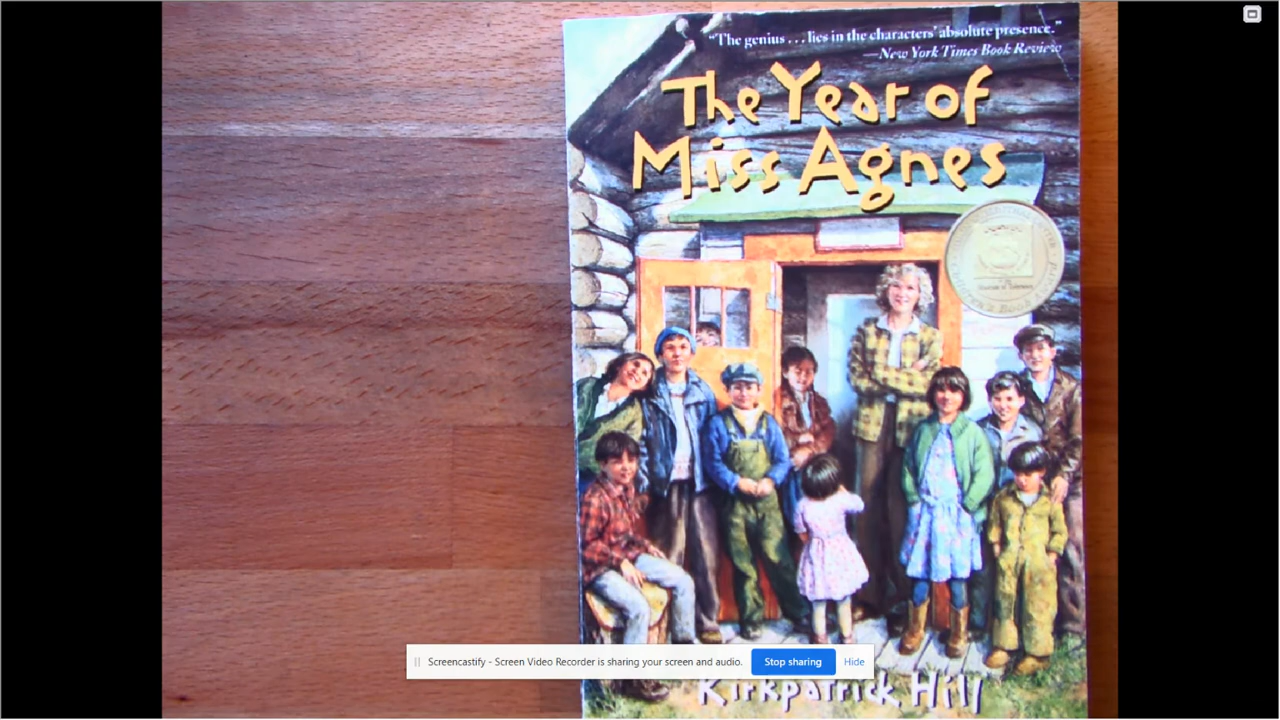 “The genius . . . lies in the characters’ absolute presence.”
—New York Times Book Review
The Year of
Miss Agnes
Screencastify - Screen Video Recorder is sharing your screen and audio.
Stop sharing
Hide
Kirkpatrick Hill